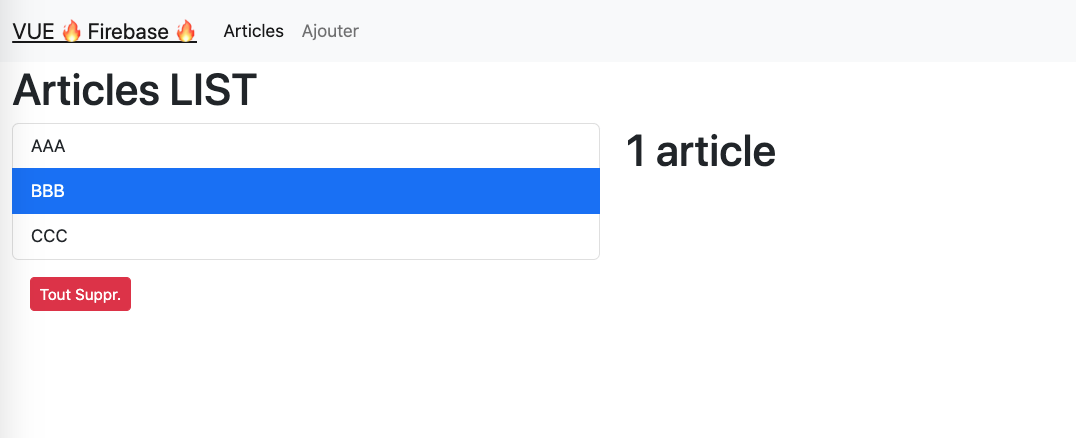 VUE 🔥 Firebase 🔥 Articles Ajouter
Articles LIST
AAA
BBB
CCC
1 article
Tout Suppr.